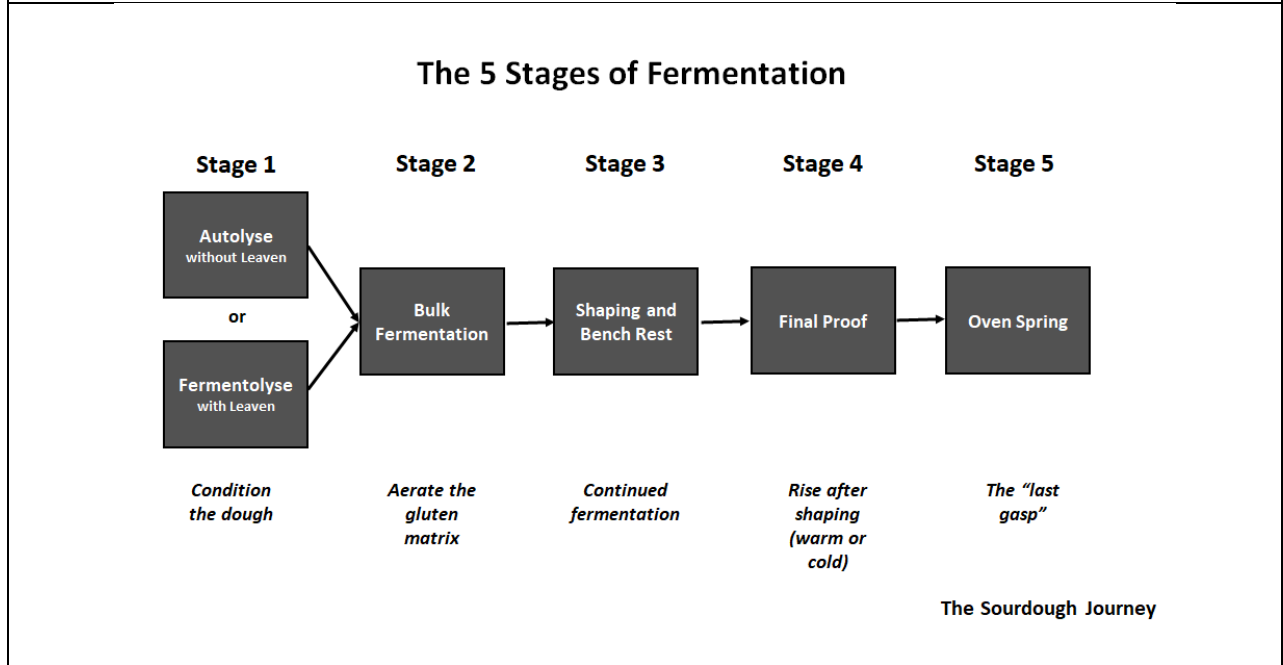 The 5 Stages of Fermentation
Stage 1
Stage 2
Stage 3
Stage 4
Stage 5
Autolyse
without Leaven
or
Fermentolyse
with Leaven
Bulk
Fermentation
Shaping and
Bench Rest
Final Proof
Oven Spring
Condition
the dough
Aerate the
gluten
matrix
Continued
fermentation
Rise after
shaping
(warm or
cold)
The “last
gasp”
The Sourdough Journey